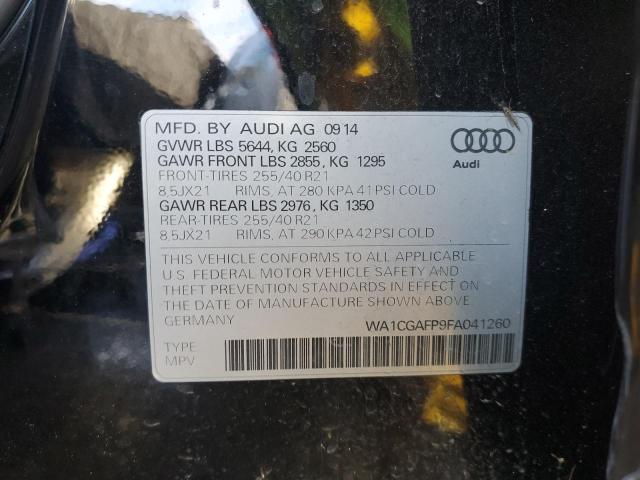 MFD. BY AUDI AG 09 14
GVWR LBS 5644, KG 2560
GAWR FRONT LBS 2855, KG 1295
FRONT-TIRES 255/40 R21
8,5JX21 RIMS, AT 280 KPA 41 PSI COLD
GAWR REAR LBS 2976, KG 1350
REAR-TIRES 255/40 R21
8,5JX21 RIMS, AT 290 KPA 42 PSI COLD
Audi
THIS VEHICLE CONFORMS TO ALL APPLICABLE
U.S. FEDERAL MOTOR VEHICLE SAFETY AND
THEFT PREVENTION STANDARDS IN EFFECT ON
THE DATE OF MANUFACTURE SHOWN ABOVE.
GERMANY
WA1CGAFP9FA041260
TYPE
MPV